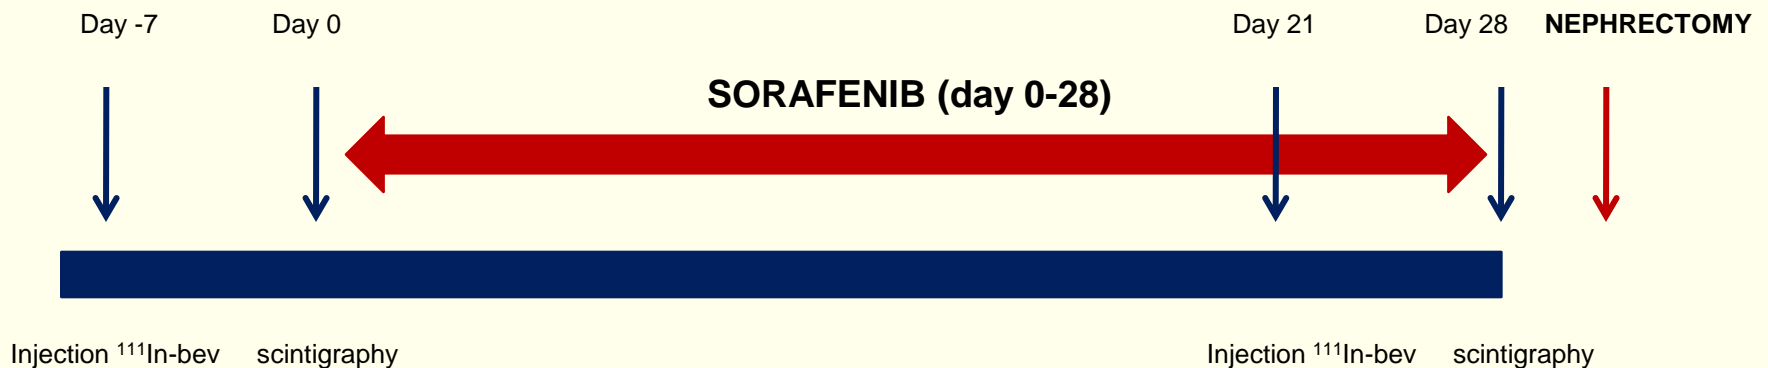 Day -7 Day 0 Day 21 Day 28 NEPHRECTOMY
SORAFENIB (day 0-28)
Injection ¹¹¹In-bev scintigraphy Injection ¹¹¹In-bev scintigraphy